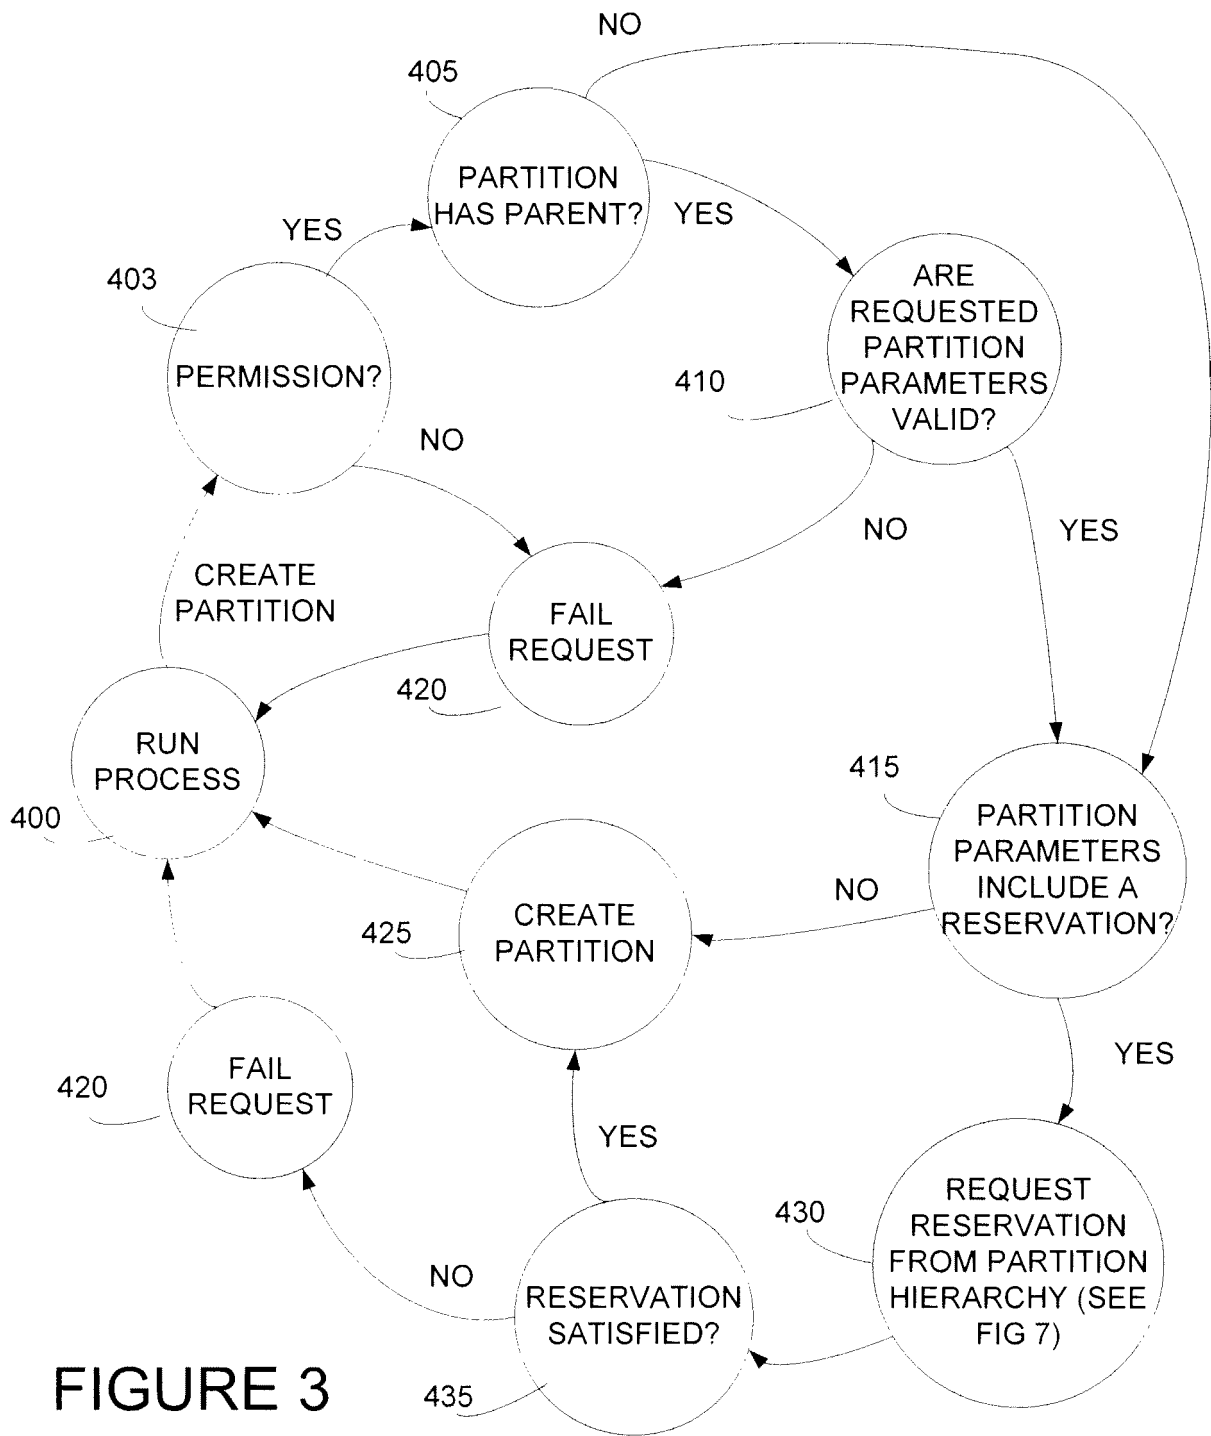 NO
405
PARTITION
HAS PARENT?
YES
YES
403
PERMISSION?
ARE
REQUESTED
PARTITION
PARAMETERS
VALID?
410
NO
NO
YES
CREATE
PARTITION
FAIL
REQUEST
420
RUN
PROCESS
400
415
PARTITION
PARAMETERS
INCLUDE A
RESERVATION?
NO
CREATE
PARTITION
425
YES
FAIL
REQUEST
420
YES
430
REQUEST
RESERVATION
FROM PARTITION
HIERARCHY (SEE
FIG 7)
NO
RESERVATION
SATISFIED?
435
FIGURE 3